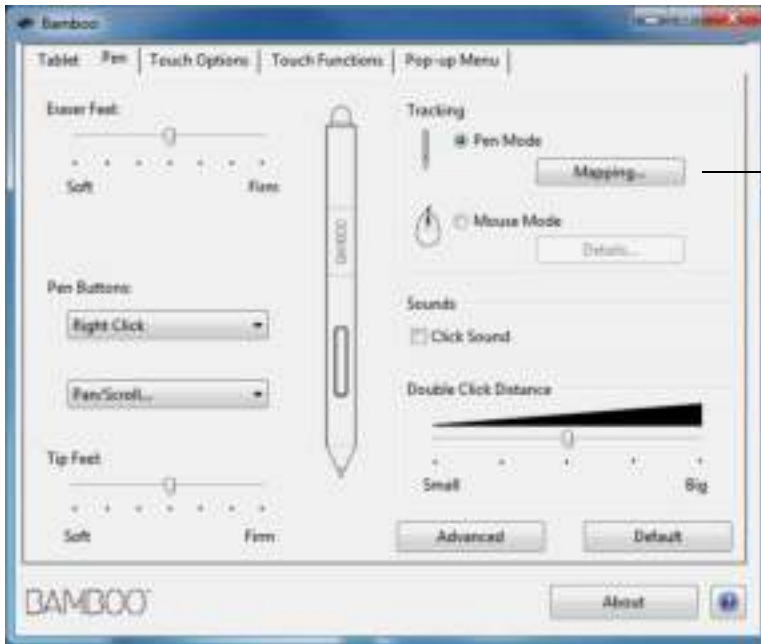 Bamboo
Tablet Pen Touch Options Touch Functions Pop-up Menu
Eraser Feel:
Soft Firm
Pen Buttons:
Right Click
Pan/Scroll...
Tip Feel:
Soft Firm
BAMBOO
Tracking
Pen Mode
Mapping...
Mouse Mode
Details...
Sounds
Click Sound
Double Click Distance
Small Big
Advanced Default
BAMBOO
About ?